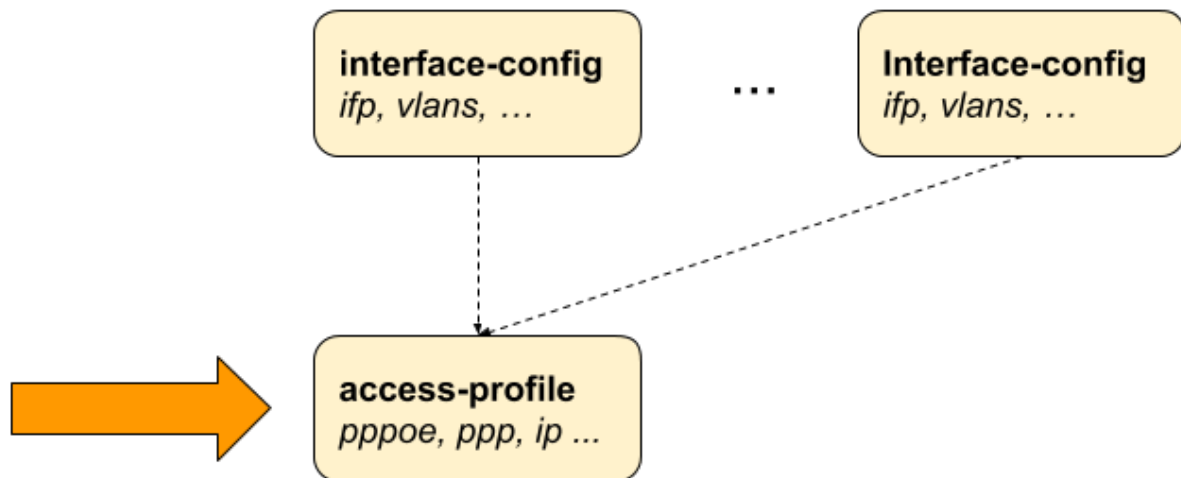 interface-config
ifp, vlans, …
...
Interface-config
ifp, vlans, …
access-profile
pppoe, ppp, ip ...